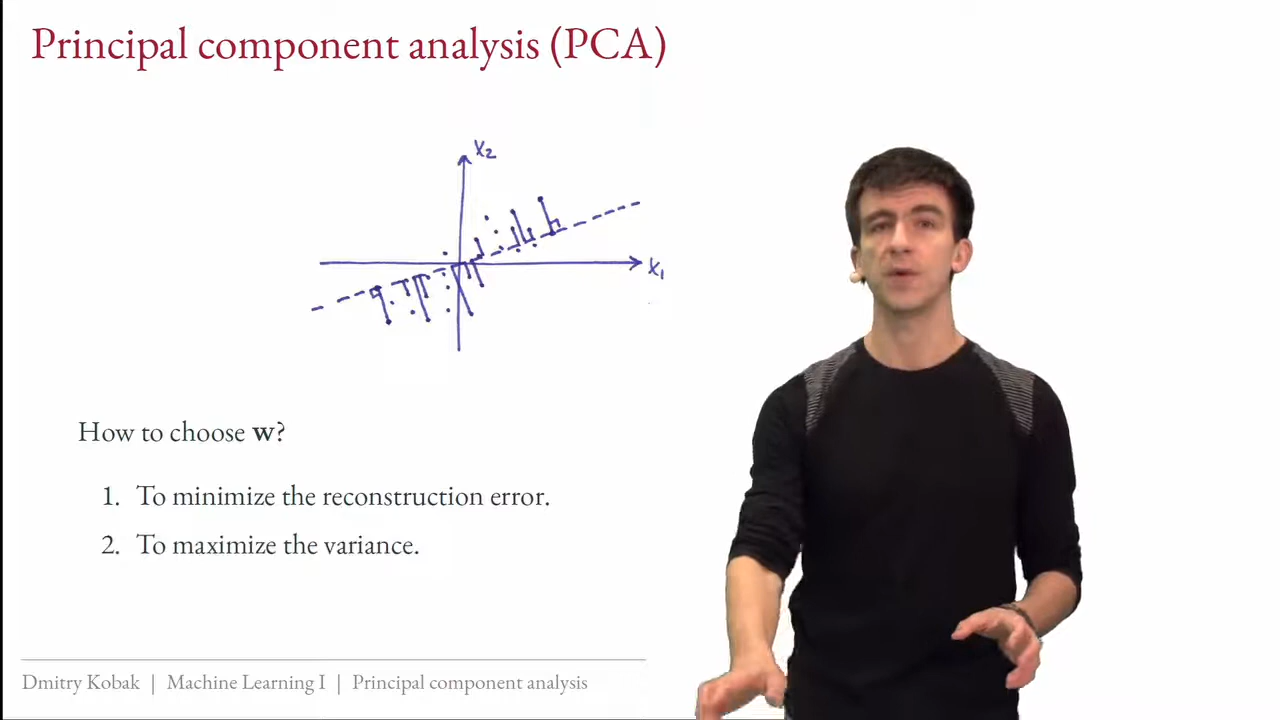 Principal component analysis (PCA)
x₂
x₁
How to choose w?
1. To minimize the reconstruction error.
2. To maximize the variance.
Dmitry Kobak | Machine Learning I | Principal component analysis